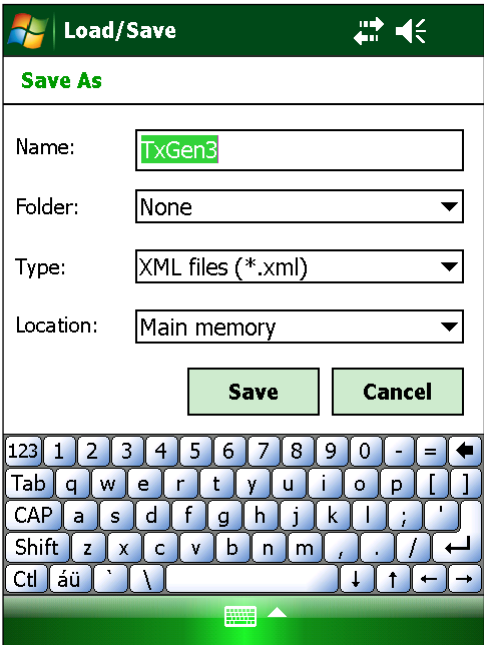 Load/Save
Save As
Name: TxGen3
Folder: None
Type: XML files (*.xml)
Location: Main memory
Save Cancel
123 1 2 3 4 5 6 7 8 9 0 - =
Tab q w e r t y u i o p [ ]
CAP a s d f g h j k l ; '
Shift z x c v b n m , . /
Ctl áü ` \ ↓ ↑ ← →